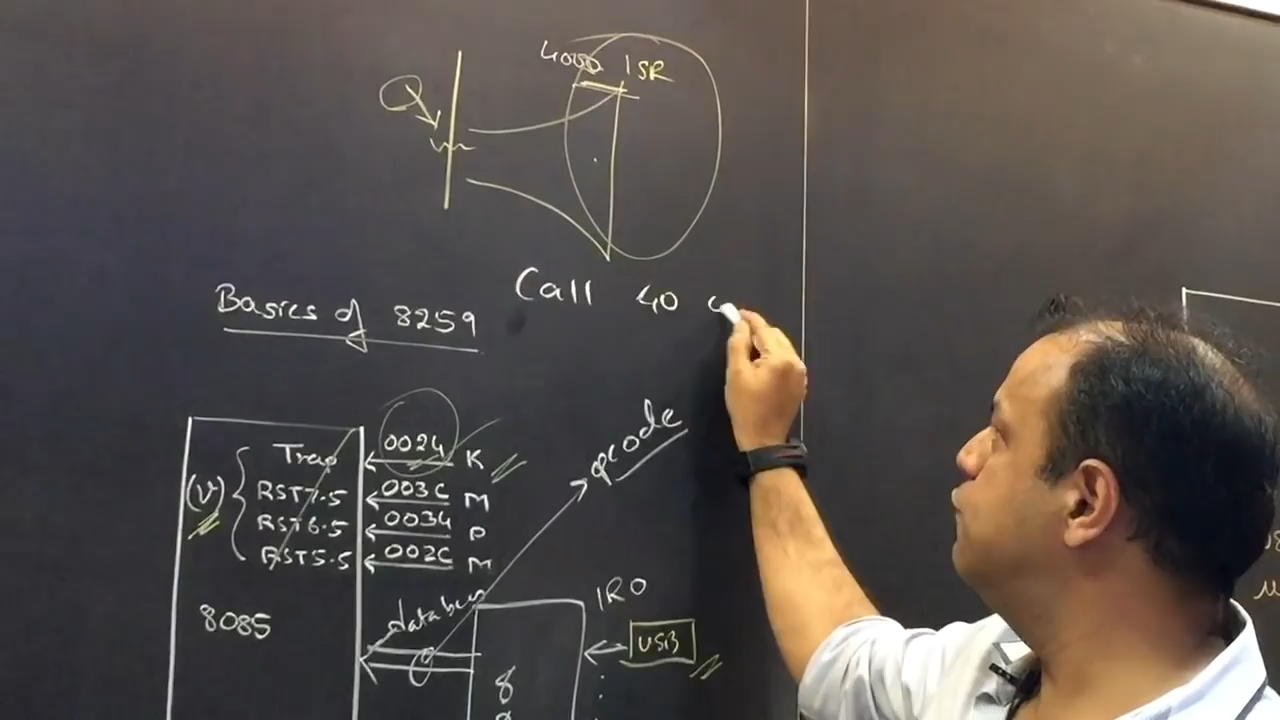 4000 ISR
Call 40
Basics of 8259
Trap 0024 K
opcode
(V)
RST7.5 003C M
RST6.5 0034 P
RST5.5 002C M
data bus
IR0
8085
USB
8